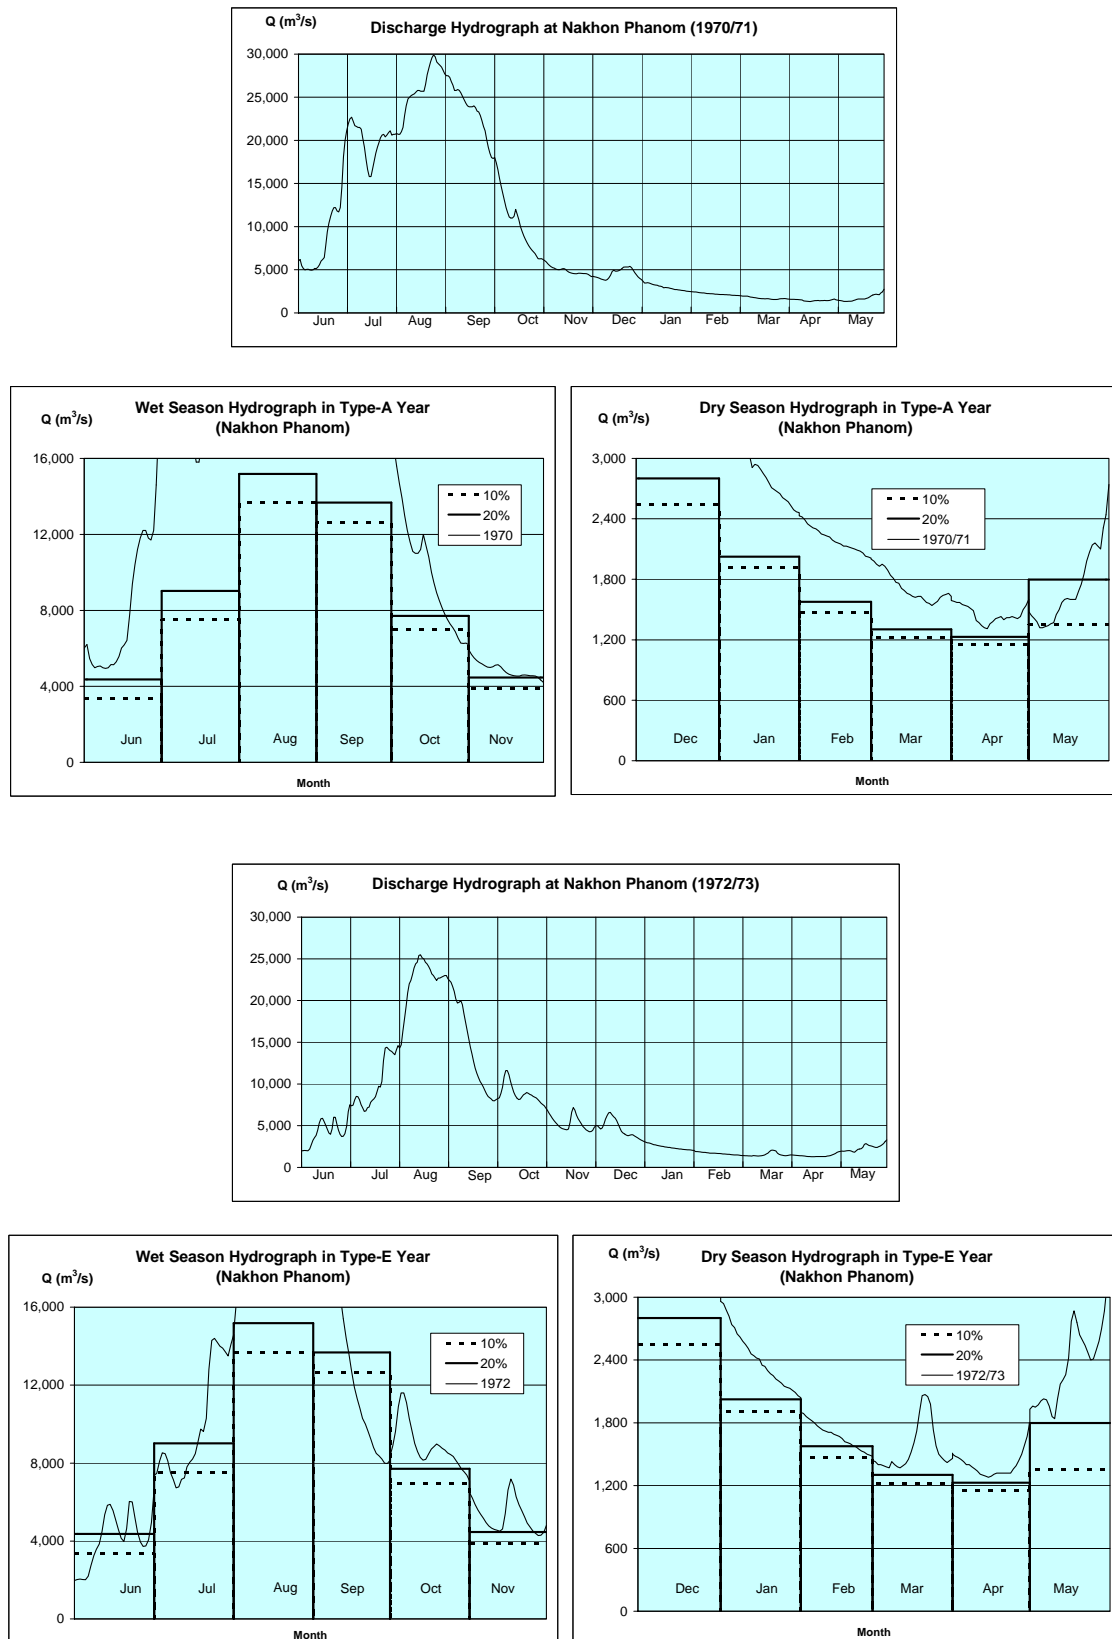 Q (m³/s)
Discharge Hydrograph at Nakhon Phanom (1970/71)
30,000
25,000
20,000
15,000
10,000
5,000
0
Jun Jul Aug Sep Oct Nov Dec Jan Feb Mar Apr May
Wet Season Hydrograph in Type-A Year
(Nakhon Phanom)
Q (m³/s)
16,000
12,000
8,000
4,000
0
10%
20%
1970
Jun Jul Aug Sep Oct Nov
Month
Dry Season Hydrograph in Type-A Year
(Nakhon Phanom)
Q (m³/s)
3,000
2,400
1,800
1,200
600
0
10%
20%
1970/71
Dec Jan Feb Mar Apr May
Month
Q (m³/s)
Discharge Hydrograph at Nakhon Phanom (1972/73)
30,000
25,000
20,000
15,000
10,000
5,000
0
Jun Jul Aug Sep Oct Nov Dec Jan Feb Mar Apr May
Wet Season Hydrograph in Type-E Year
(Nakhon Phanom)
Q (m³/s)
16,000
12,000
8,000
4,000
0
10%
20%
1972
Jun Jul Aug Sep Oct Nov
Month
Q (m³/s)
Dry Season Hydrograph in Type-E Year
(Nakhon Phanom)
3,000
2,400
1,800
1,200
600
0
10%
20%
1972/73
Dec Jan Feb Mar Apr May
Month